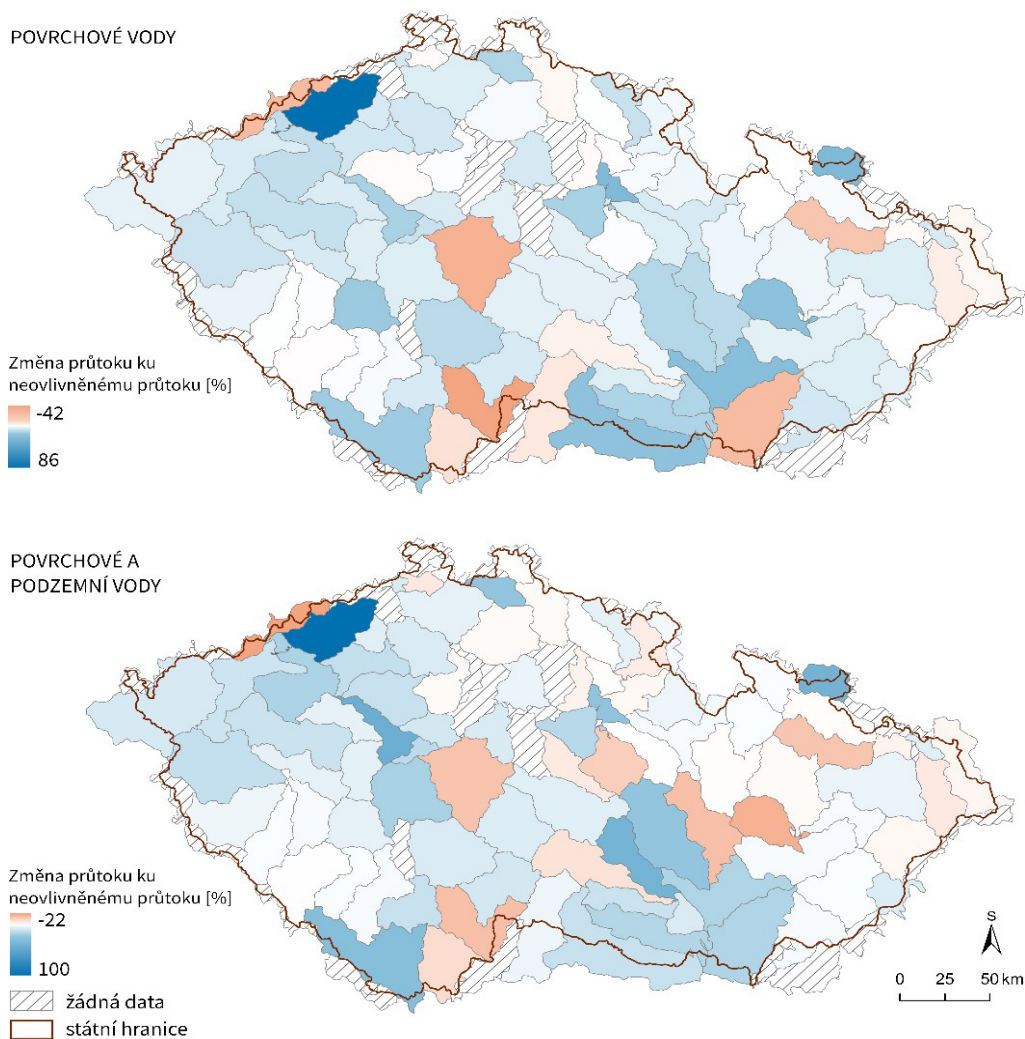 POVRCHOVÉ VODY
Změna průtoku ku
neovlivněnému průtoku [%]
-42
86
POVRCHOVÉ A
PODZEMNÍ VODY
Změna průtoku ku
neovlivněnému průtoku [%]
-22
100
žádná data
státní hranice
S
0 25 50 km